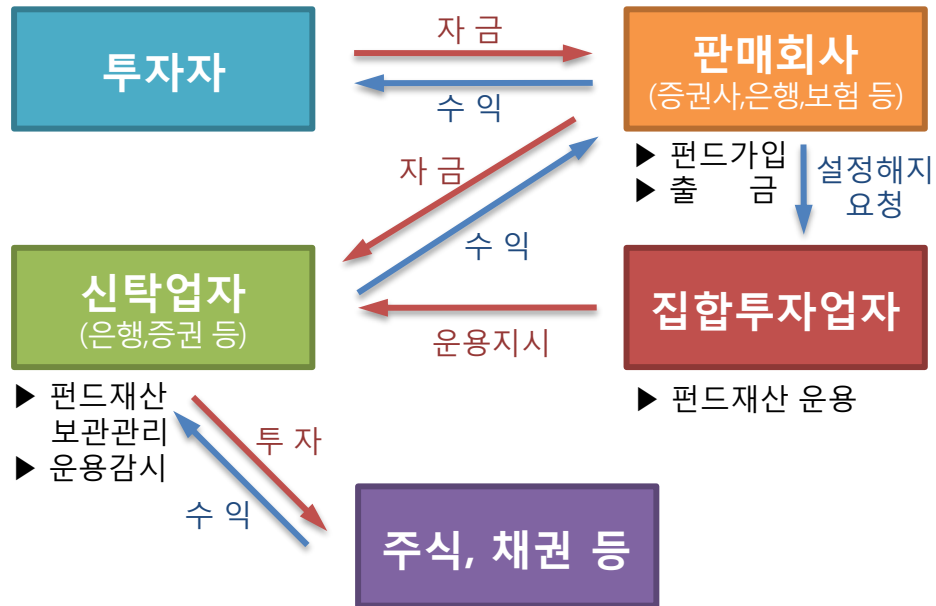 투자자
자 금
수 익
판매회사
(증권사,은행,보험 등)
▶ 펀드가입
▶ 출 금
설정해지
요청
자 금
수 익
신탁업자
(은행,증권 등)
운용지시
집합투자업자
▶ 펀드재산
보관관리
▶ 운용감시
▶ 펀드재산 운용
투 자
수 익
주식, 채권 등